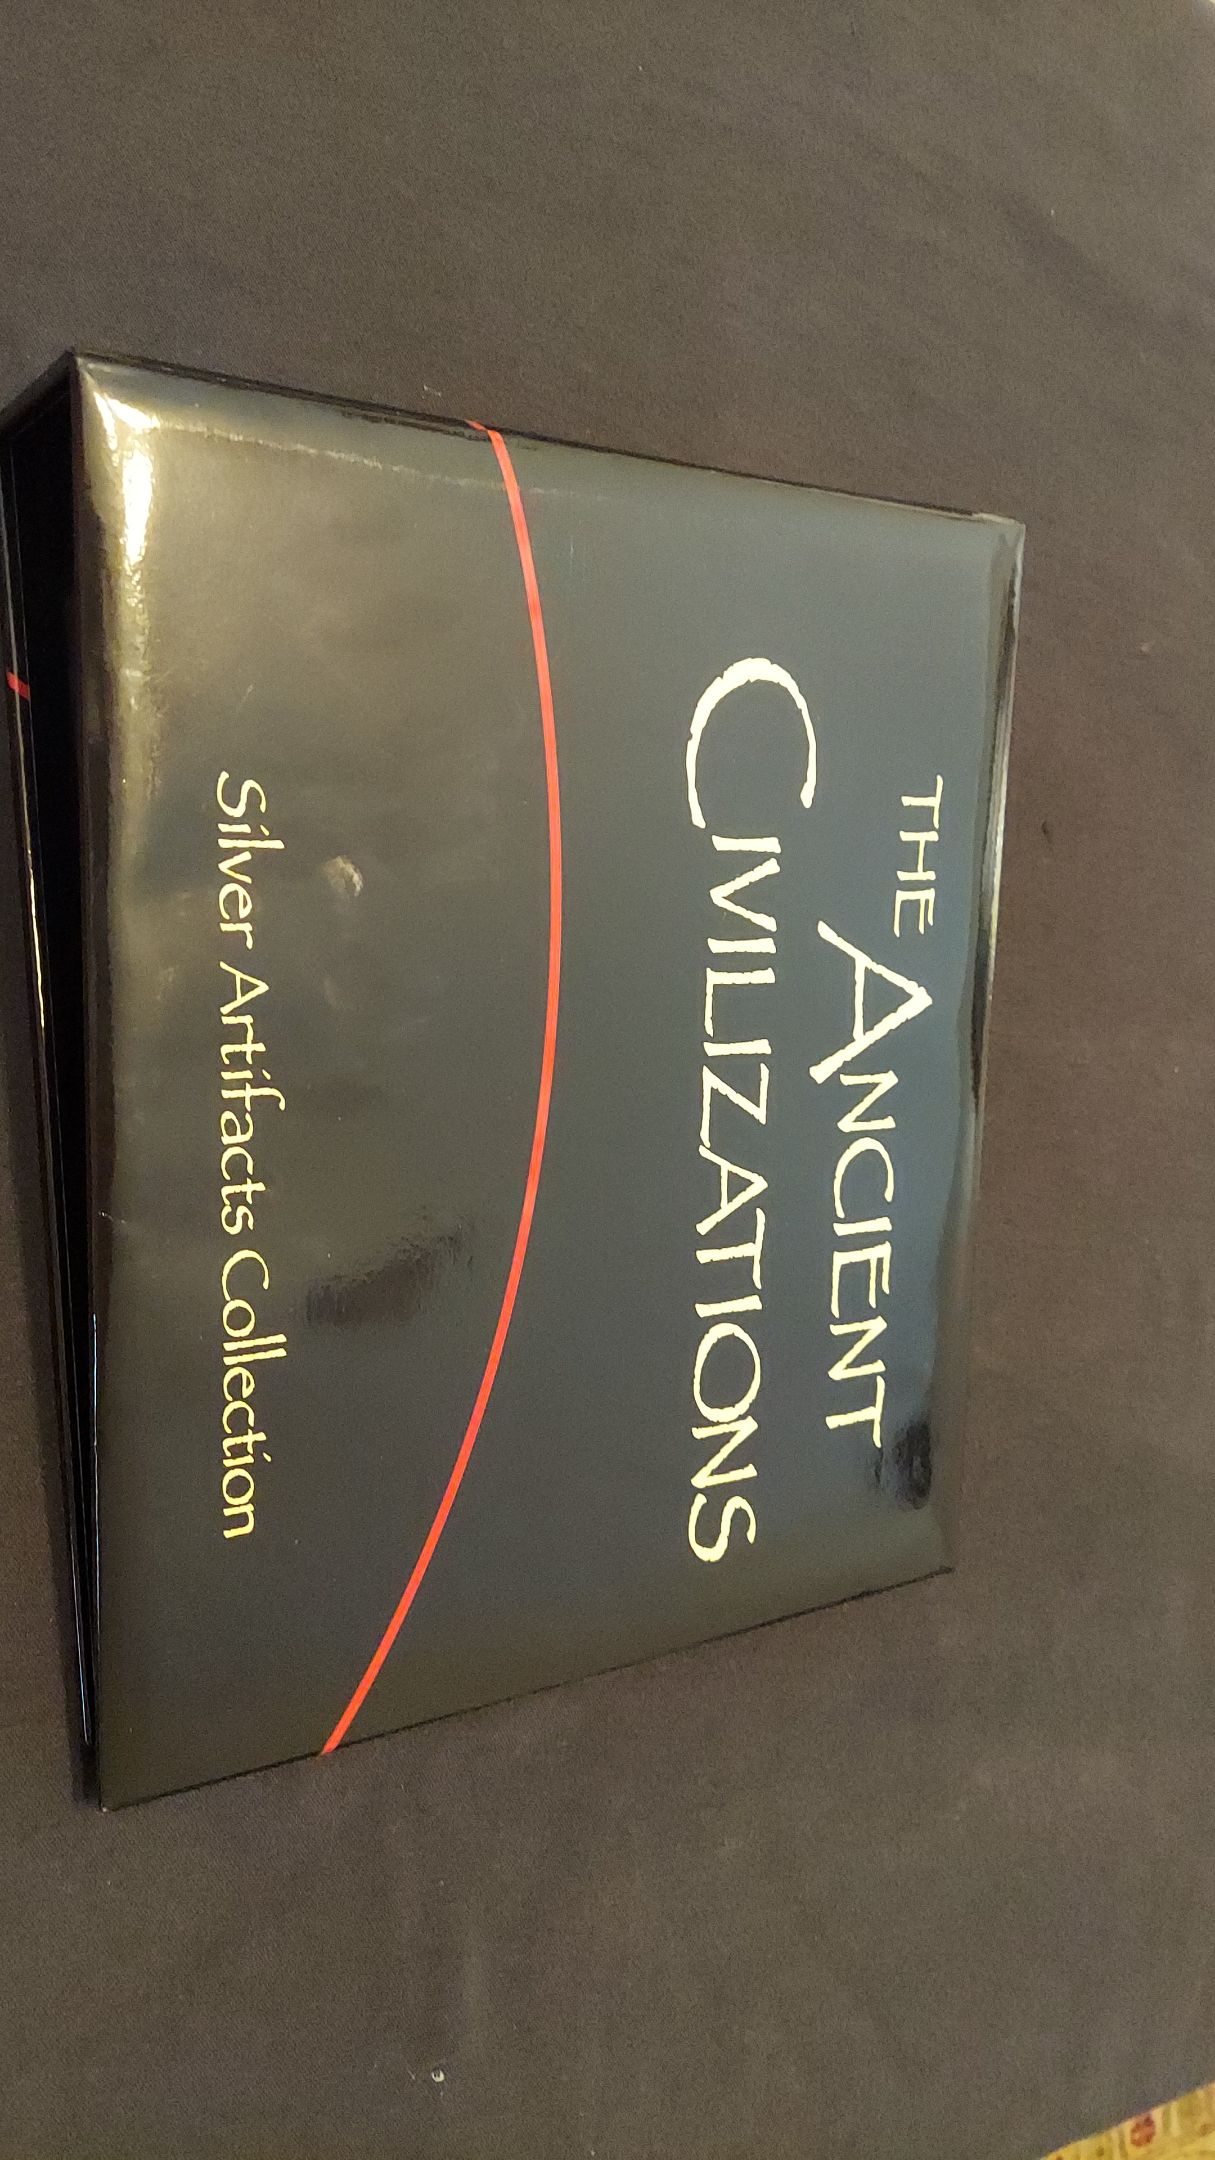 THE ANCIENT
CIVILIZATIONS
Silver Artifacts Collection